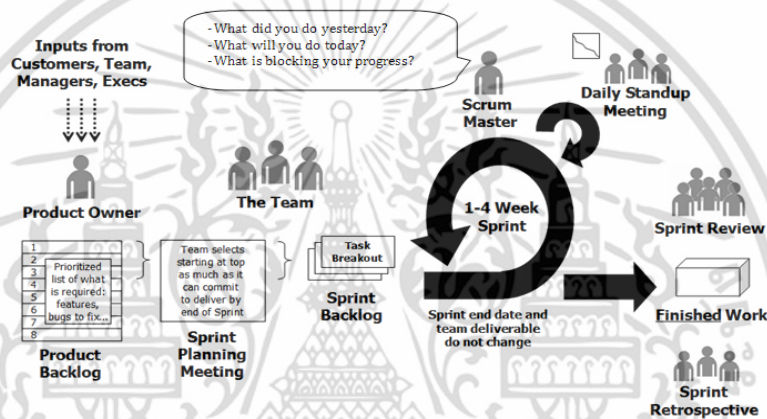 - What did you do yesterday?
- What will you do today?
- What is blocking your progress?
Inputs from
Customers, Team,
Managers, Execs
Scrum
Master
Daily Standup
Meeting
Product Owner
The Team
1-4 Week
Sprint
Sprint Review
1
2
3
4
5
6
7
8
Prioritized
list of what
is required:
features,
bugs to fix...
Team selects
starting at top
as much as it
can commit
to deliver by
end of Sprint
Task
Breakout
Sprint
Backlog
Sprint end date and
team deliverable
do not change
Finished Work
Product
Backlog
Sprint
Planning
Meeting
Sprint
Retrospective